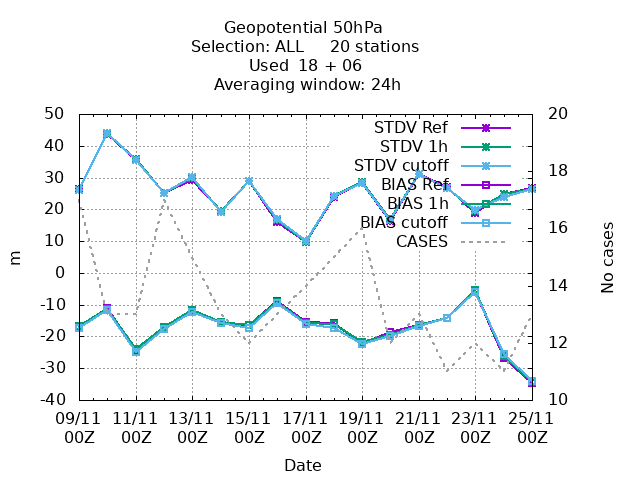 Geopotential 50hPa
Selection: ALL 20 stations
Used 18 + 06
Averaging window: 24h
50 20
STDV Ref
40
STDV 1h
STDV cutoff
30 18
BIAS Ref
20
BIAS 1h
BIAS cutoff
16
10
CASES
m
0
No cases
14
-10
-20
12
-30
-40 10
09/11 11/11 13/11 15/11 17/11 19/11 21/11 23/11 25/11
00Z 00Z 00Z 00Z 00Z 00Z 00Z 00Z 00Z
Date